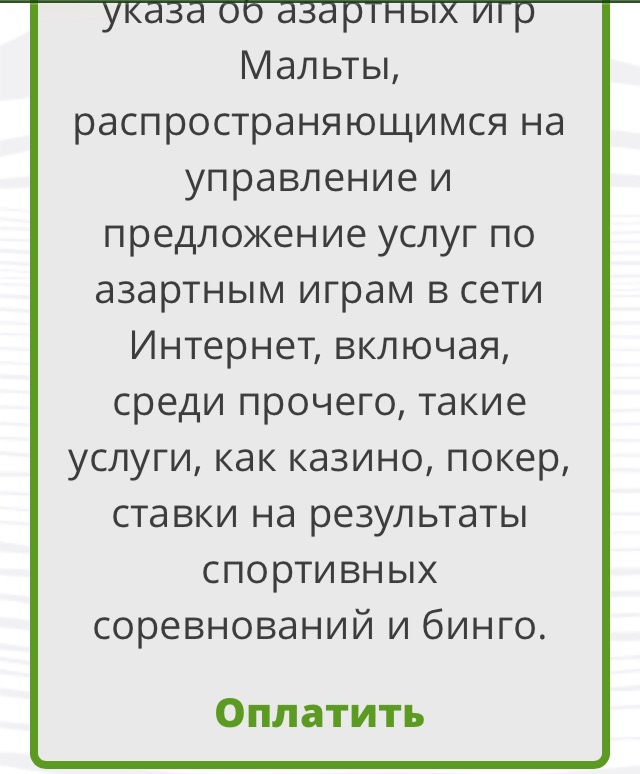 указа об азартных игр
Мальты,
распространяющимся на
управление и
предложение услуг по
азартным играм в сети
Интернет, включая,
среди прочего, такие
услуги, как казино, покер,
ставки на результаты
спортивных
соревнований и бинго.
Оплатить